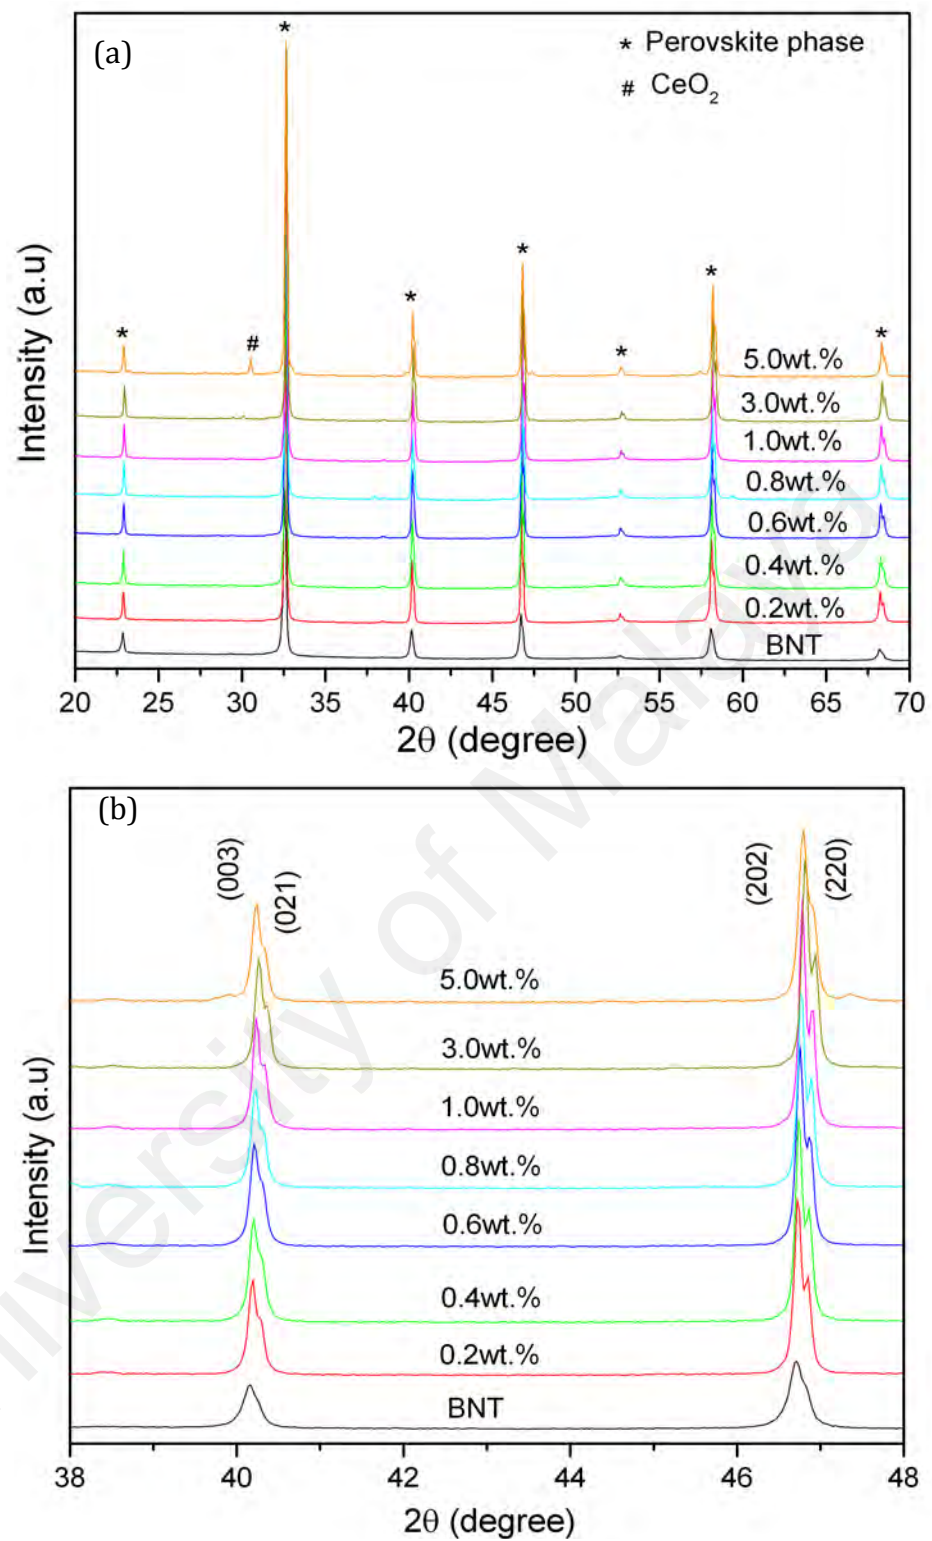 (a)
* Perovskite phase
# CeO₂
*
*
*
*
*
*
*
#
5.0wt.%
3.0wt.%
1.0wt.%
0.8wt.%
0.6wt.%
0.4wt.%
0.2wt.%
BNT
Intensity (a.u)
20 25 30 35 40 45 50 55 60 65 70
2θ (degree)
(b)
(003)
(021)
(202)
(220)
5.0wt.%
3.0wt.%
1.0wt.%
0.8wt.%
0.6wt.%
0.4wt.%
0.2wt.%
BNT
Intensity (a.u)
38 40 42 44 46 48
2θ (degree)
University of Malaya